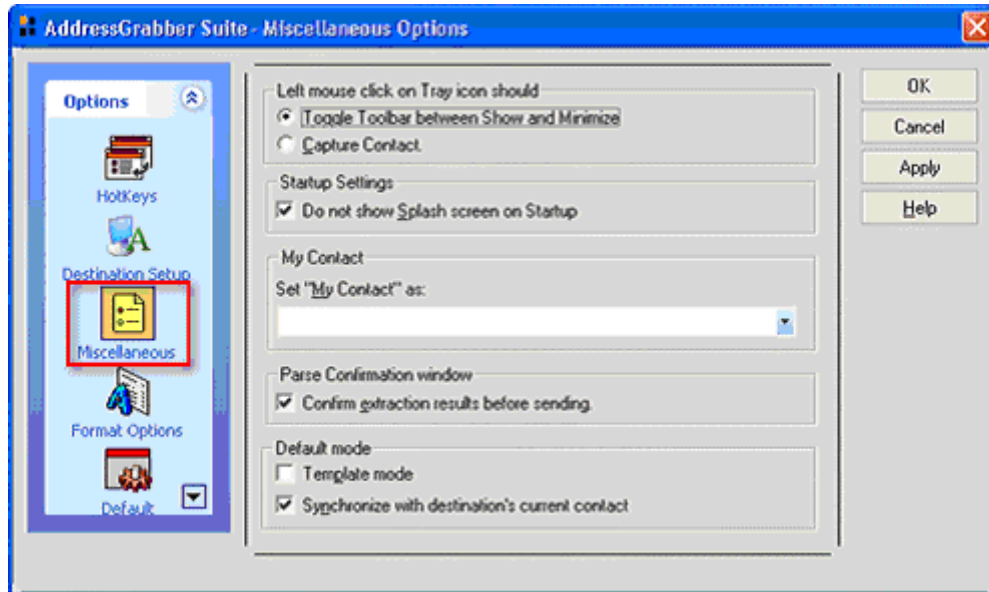 AddressGrabber Suite - Miscellaneous Options
Options
HotKeys
Destination Setup
Miscellaneous
Format Options
Default
Left mouse click on Tray icon should
Toggle Toolbar between Show and Minimize
Capture Contact.
Startup Settings
Do not show Splash screen on Startup
My Contact
Set "My Contact" as:
Parse Confirmation window
Confirm extraction results before sending.
Default mode
Template mode
Synchronize with destination's current contact
OK
Cancel
Apply
Help